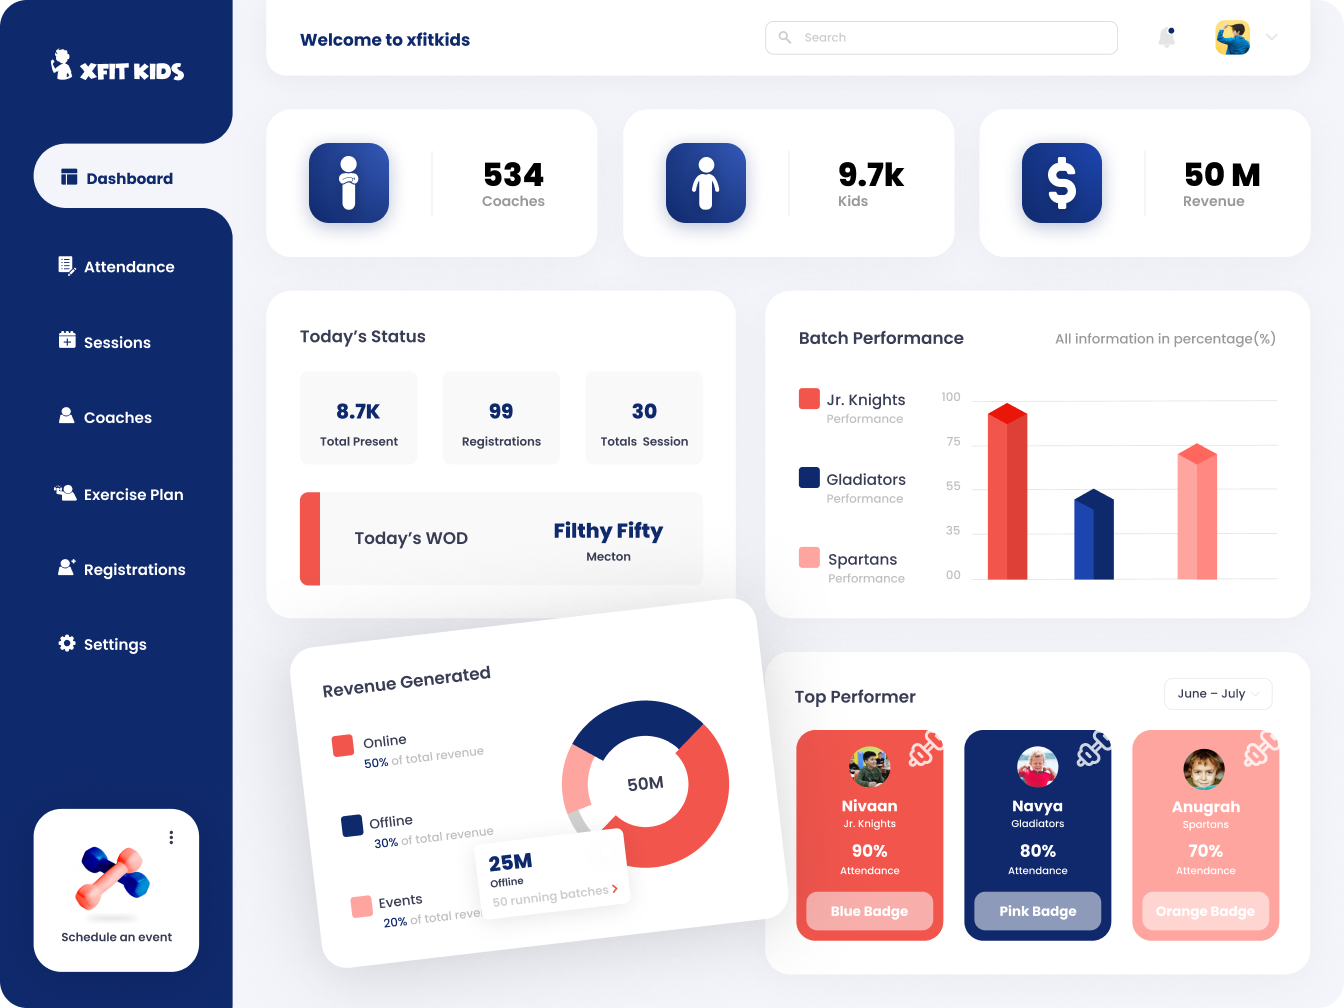 XFIT KIDS
Dashboard
Attendance
Sessions
Coaches
Exercise Plan
Registrations
Settings
Schedule an event
Welcome to xfitkids
Search
534
Coaches
9.7k
Kids
$
50 M
Revenue
Today’s Status
8.7K
Total Present
99
Registrations
30
Totals Session
Today’s WOD
Filthy Fifty
Mecton
Batch Performance
All information in percentage(%)
Jr. Knights
Performance
Gladiators
Performance
Spartans
Performance
100
75
55
35
00
Revenue Generated
Online
50% of total revenue
Offline
30% of total revenue
Events
20% of total reve
50M
25M
Offline
50 running batches
Top Performer
June – July
Nivaan
Jr. Knights
90%
Attendance
Blue Badge
Navya
Gladiators
80%
Attendance
Pink Badge
Anugrah
Spartans
70%
Attendance
Orange Badge